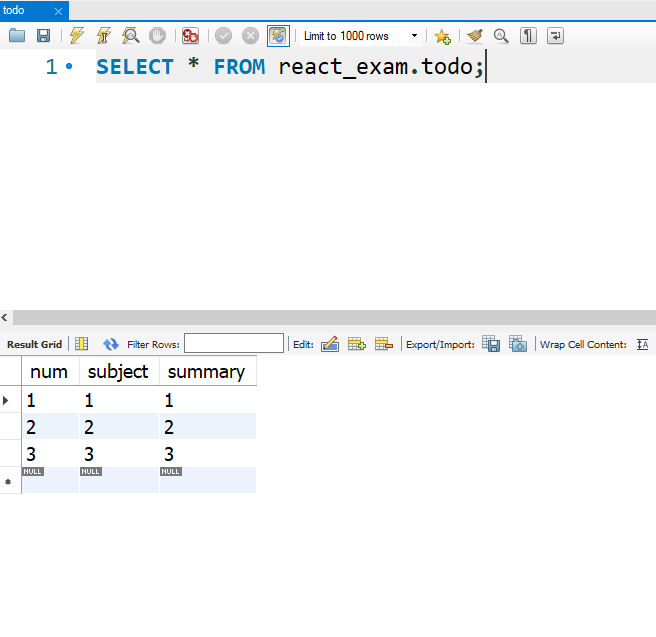 todo
Limit to 1000 rows
1 SELECT * FROM react_exam.todo;
Result Grid Filter Rows: Edit: Export/Import: Wrap Cell Content:
num subject summary
1 1 1
2 2 2
3 3 3
NULL NULL NULL